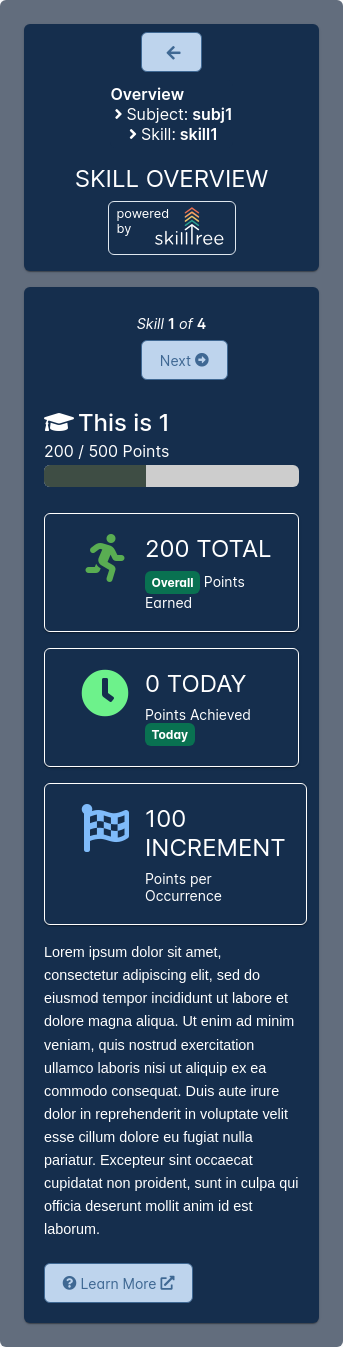 Overview
Subject: subj1
Skill: skill1
SKILL OVERVIEW
powered
by
skilltree
Skill 1 of 4
Next
This is 1
200 / 500 Points
200 TOTAL
Overall Points
Earned
0 TODAY
Points Achieved
Today
100
INCREMENT
Points per
Occurrence
Lorem ipsum dolor sit amet,
consectetur adipiscing elit, sed do
eiusmod tempor incididunt ut labore et
dolore magna aliqua. Ut enim ad minim
veniam, quis nostrud exercitation
ullamco laboris nisi ut aliquip ex ea
commodo consequat. Duis aute irure
dolor in reprehenderit in voluptate velit
esse cillum dolore eu fugiat nulla
pariatur. Excepteur sint occaecat
cupidatat non proident, sunt in culpa qui
officia deserunt mollit anim id est
laborum.
Learn More